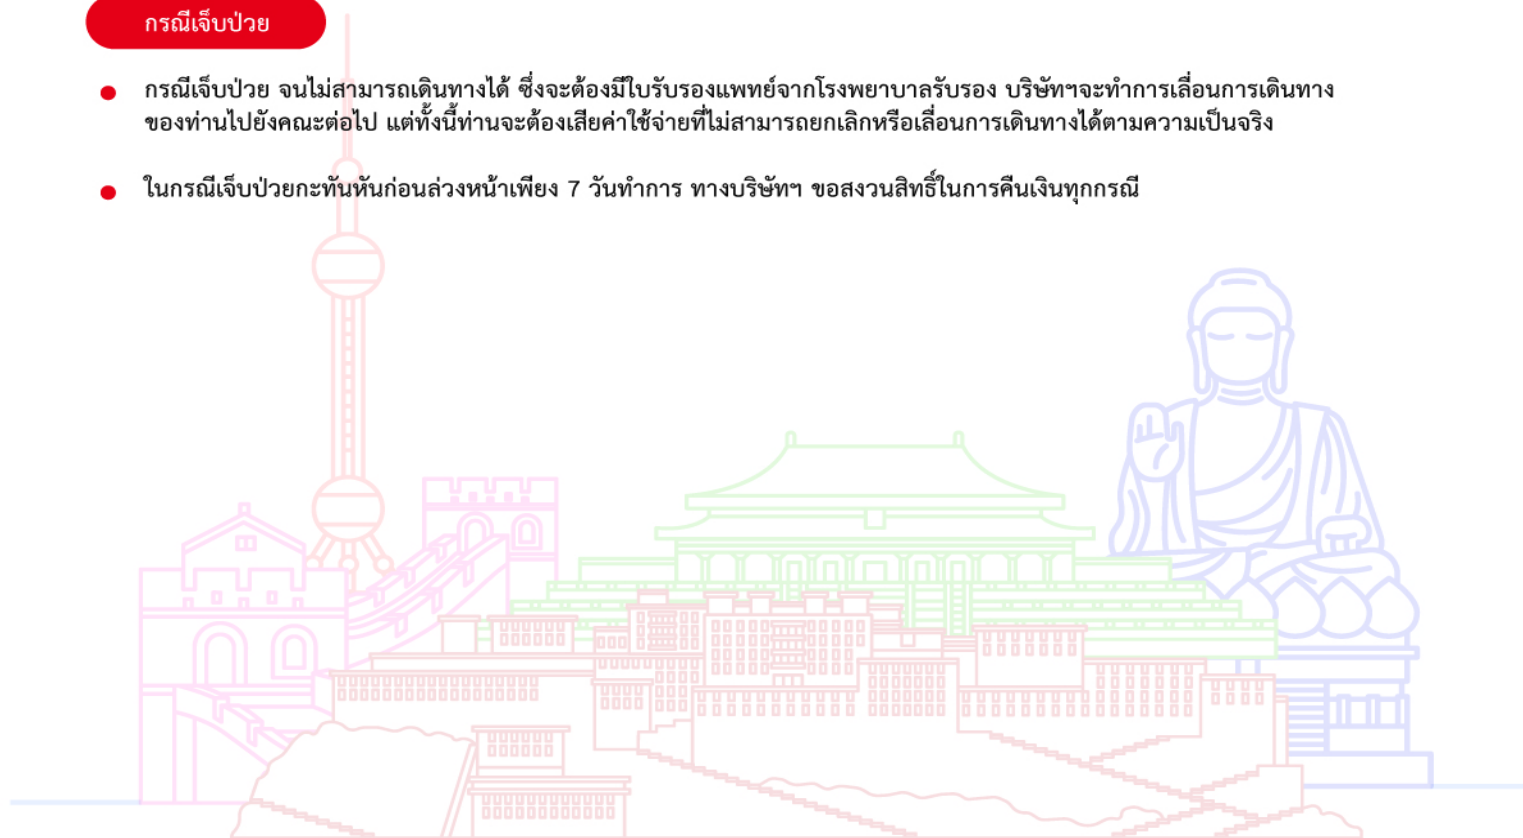 กรณีเจ็บป่วย
กรณีเจ็บป่วย จนไม่สามารถเดินทางได้ ซึ่งจะต้องมีใบรับรองแพทย์จากโรงพยาบาลรับรอง บริษัทฯจะทำการเลื่อนการเดินทาง
ของท่านไปยังคณะต่อไป แต่ทั้งนี้ท่านจะต้องเสียค่าใช้จ่ายที่ไม่สามารถยกเลิกหรือเลื่อนการเดินทางได้ตามความเป็นจริง
ในกรณีเจ็บป่วยกะทันหันก่อนล่วงหน้าเพียง 7 วันทำการ ทางบริษัทฯ ขอสงวนสิทธิ์ในการคืนเงินทุกกรณี